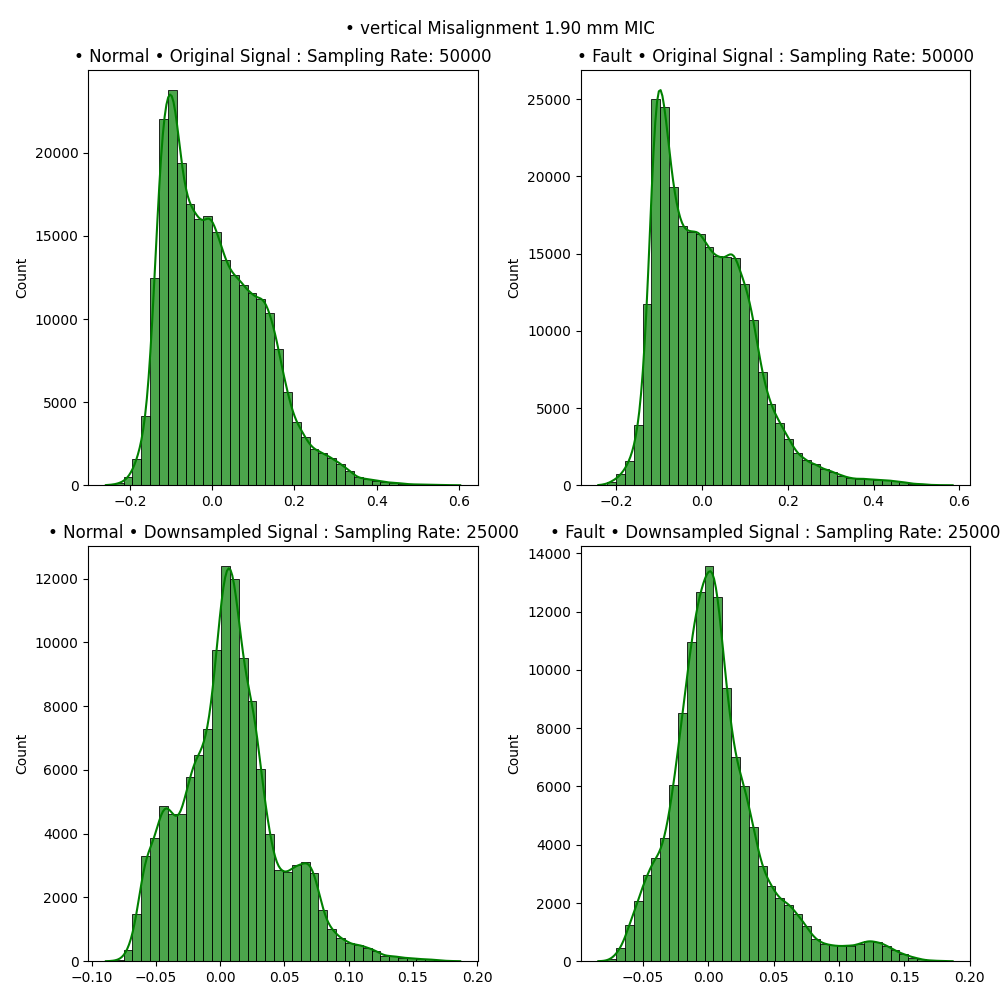 • vertical Misalignment 1.90 mm MIC
• Normal • Original Signal : Sampling Rate: 50000
Count
20000
15000
10000
5000
0
−0.2 0.0 0.2 0.4 0.6
• Fault • Original Signal : Sampling Rate: 50000
Count
25000
20000
15000
10000
5000
0
−0.2 0.0 0.2 0.4 0.6
• Normal • Downsampled Signal : Sampling Rate: 25000
Count
12000
10000
8000
6000
4000
2000
0
−0.10 −0.05 0.00 0.05 0.10 0.15 0.20
• Fault • Downsampled Signal : Sampling Rate: 25000
Count
14000
12000
10000
8000
6000
4000
2000
0
−0.05 0.00 0.05 0.10 0.15 0.20